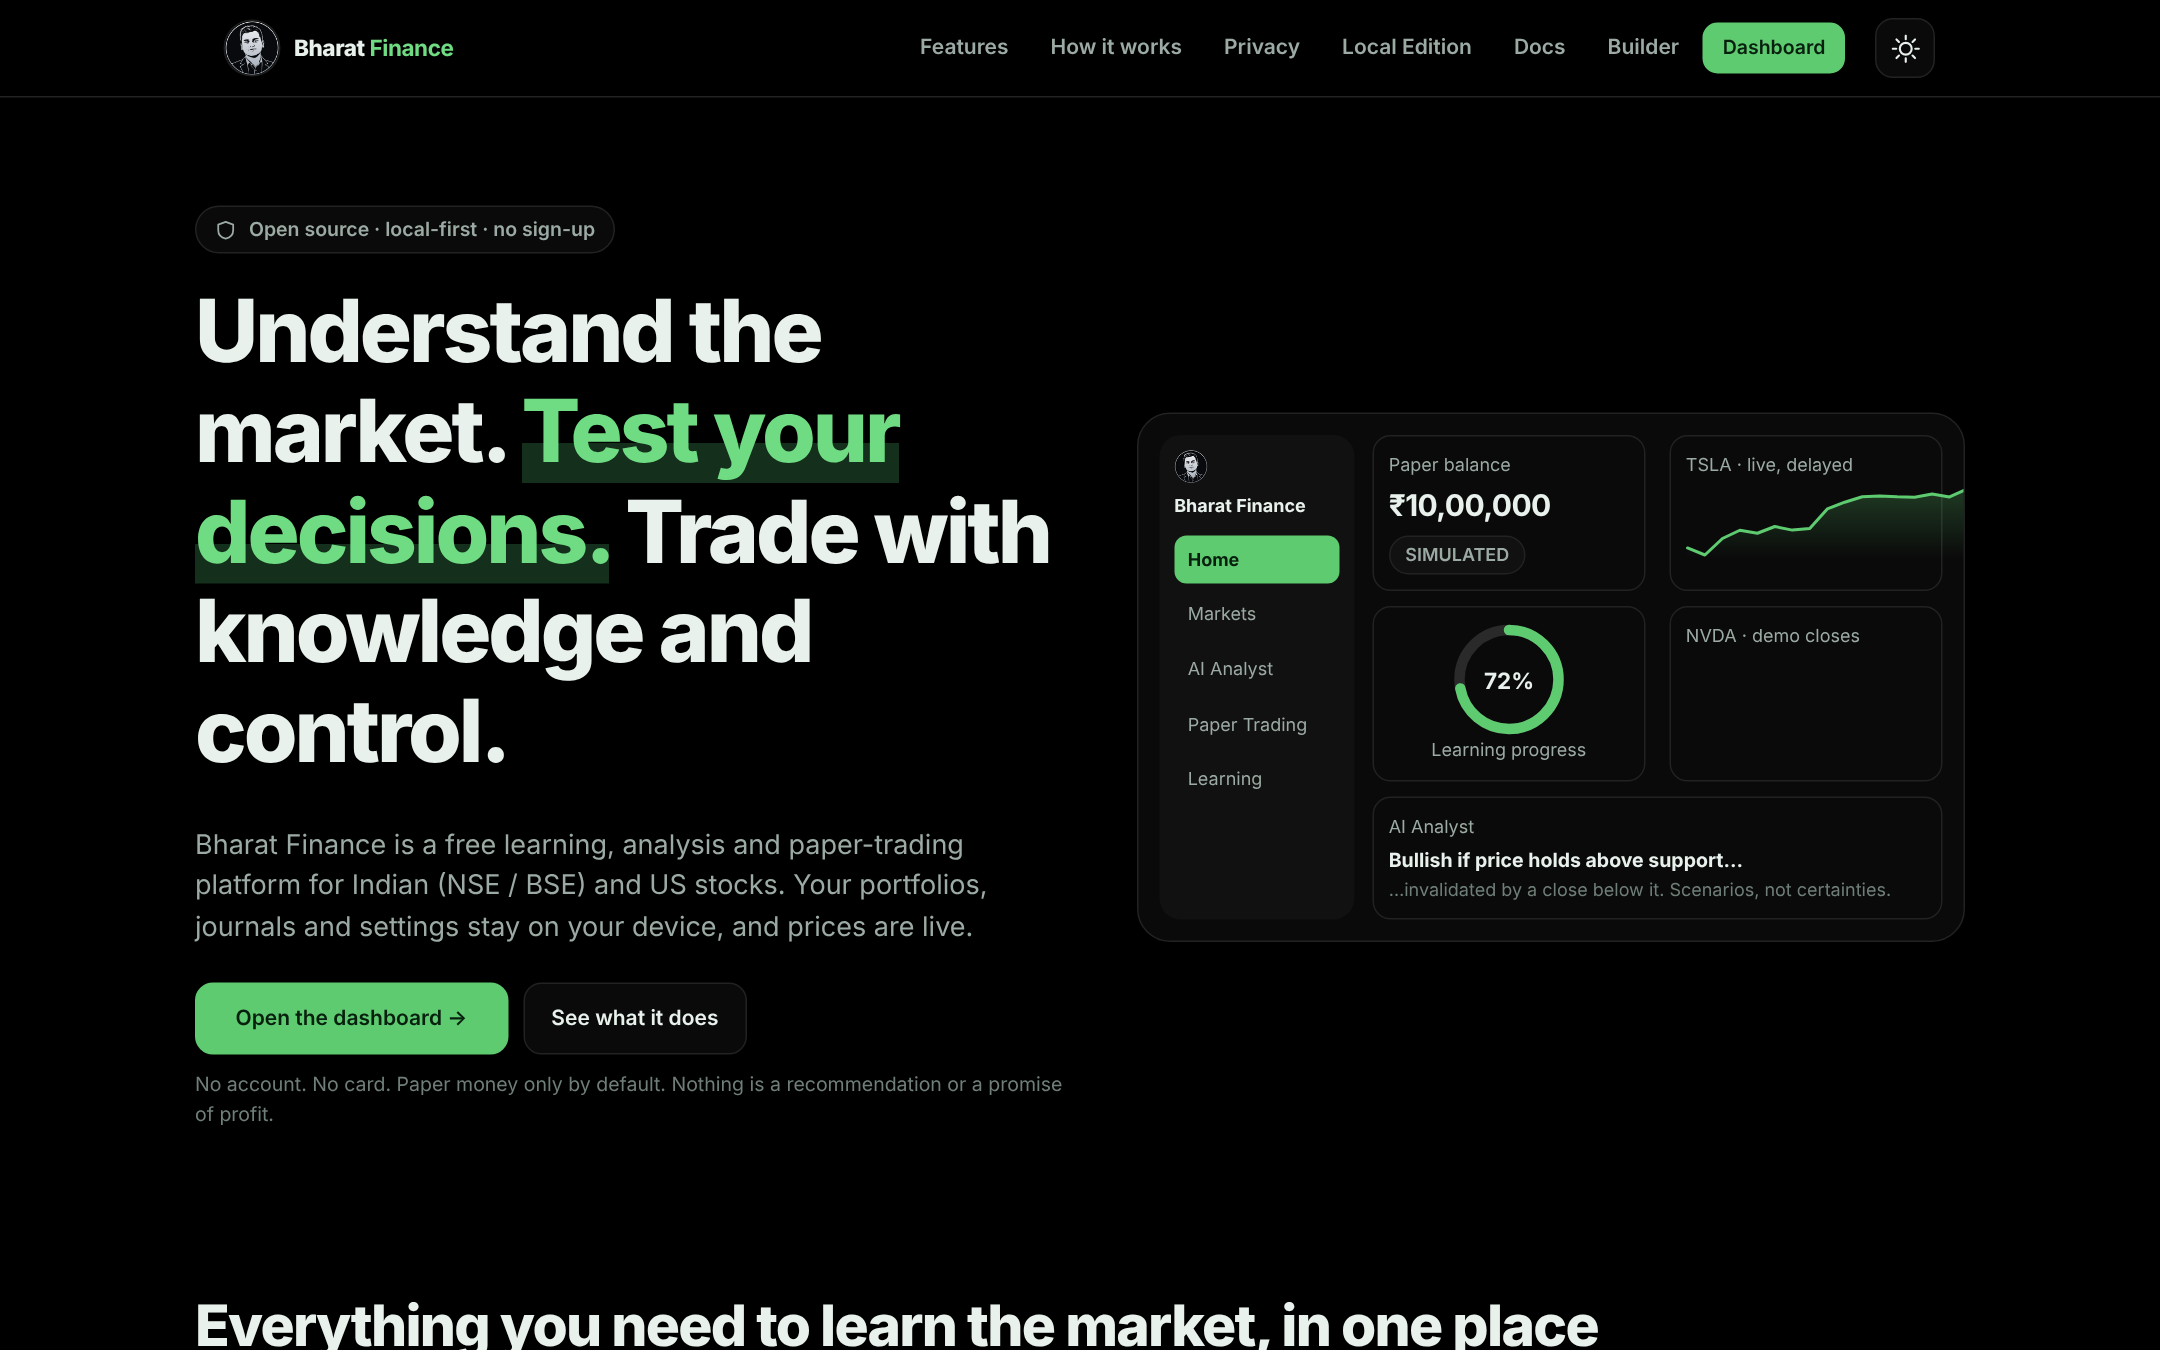 Bharat Finance
Features
How it works
Privacy
Local Edition
Docs
Builder
Dashboard
Open source · local-first · no sign-up
Understand the
market. Test your
decisions. Trade with
knowledge and
control.
Bharat Finance is a free learning, analysis and paper-trading
platform for Indian (NSE / BSE) and US stocks. Your portfolios,
journals and settings stay on your device, and prices are live.
Open the dashboard →
See what it does
No account. No card. Paper money only by default. Nothing is a recommendation or a promise
of profit.
Bharat Finance
Home
Markets
AI Analyst
Paper Trading
Learning
Paper balance
₹10,00,000
SIMULATED
TSLA · live, delayed
72%
Learning progress
NVDA · demo closes
AI Analyst
Bullish if price holds above support…
…invalidated by a close below it. Scenarios, not certainties.
Everything you need to learn the market, in one place